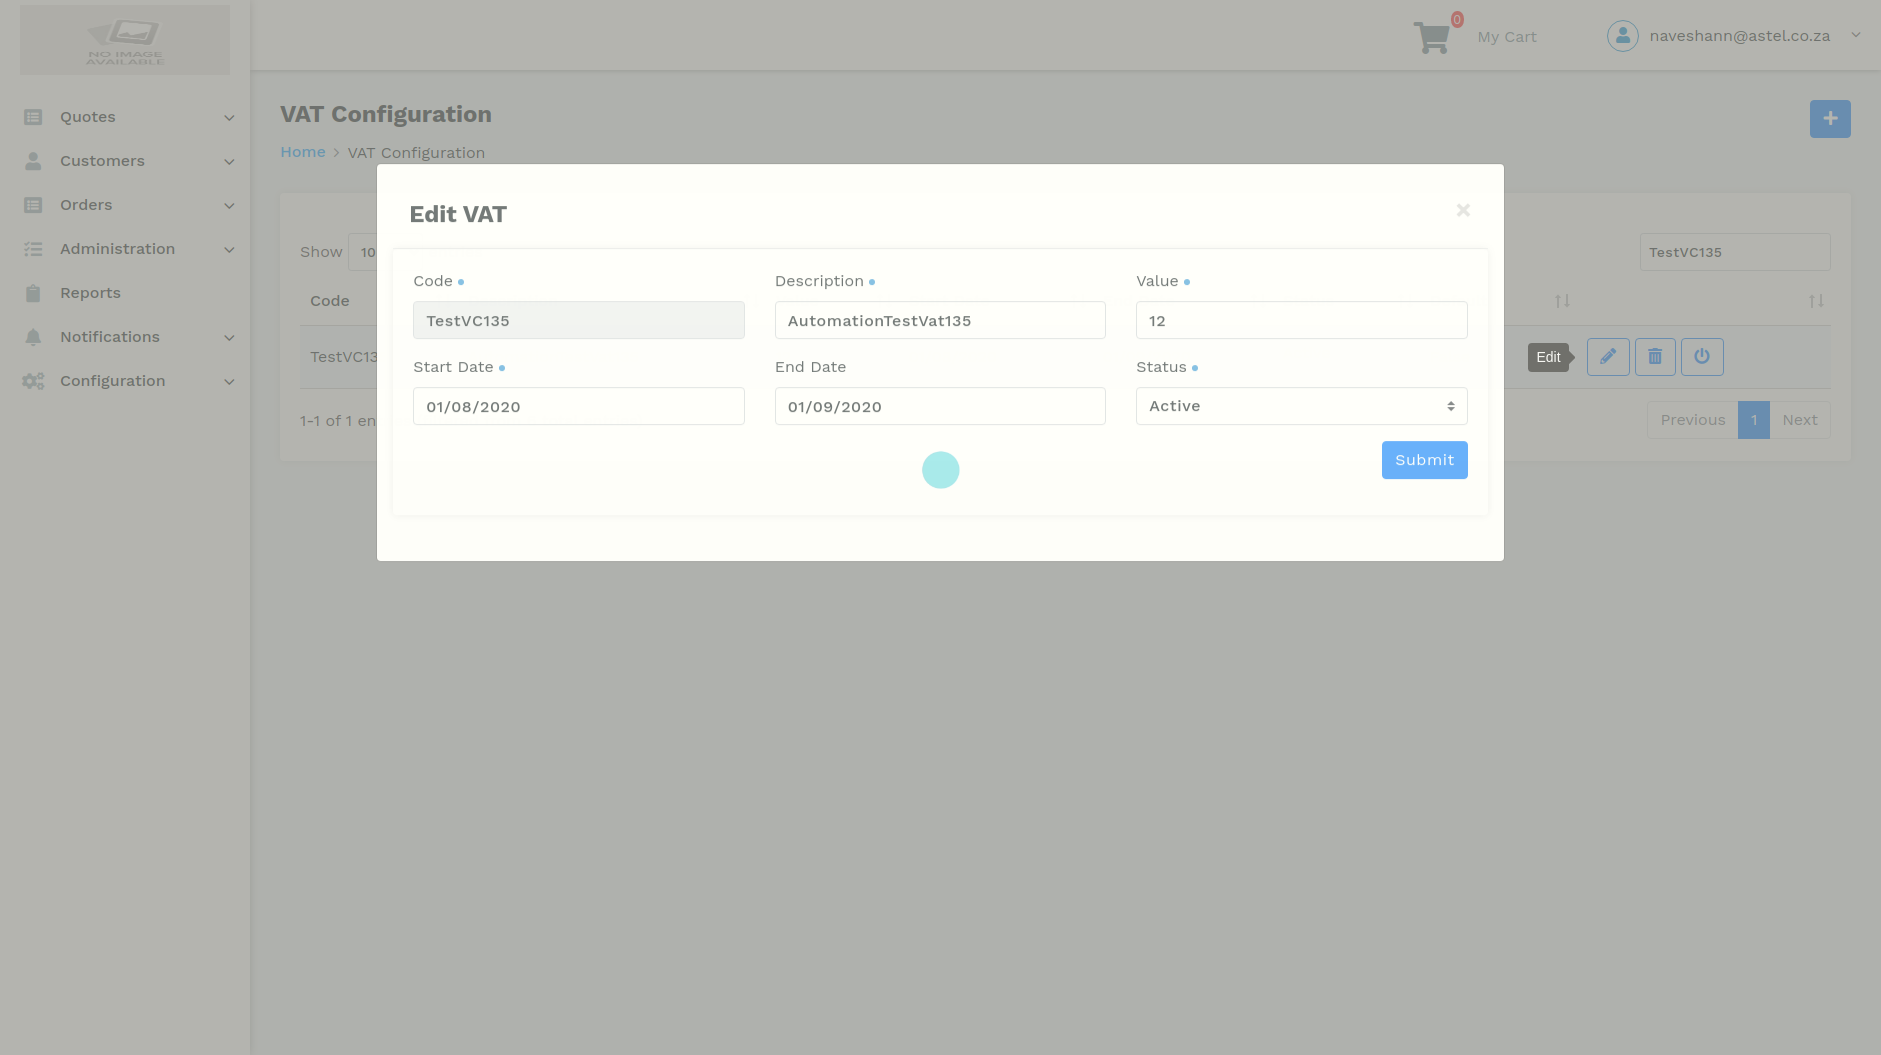 NO IMAGE
AVAILABLE
0
My Cart
naveshann@astel.co.za
Quotes
Customers
Orders
Administration
Reports
Notifications
Configuration
VAT Configuration
Home
VAT Configuration
Show 10
TestVC135
Code
TestVC13
Edit
1-1 of 1 en
Previous 1 Next
Edit VAT
Code
Description
Value
TestVC135
AutomationTestVat135
12
Start Date
End Date
Status
01/08/2020
01/09/2020
Active
Submit